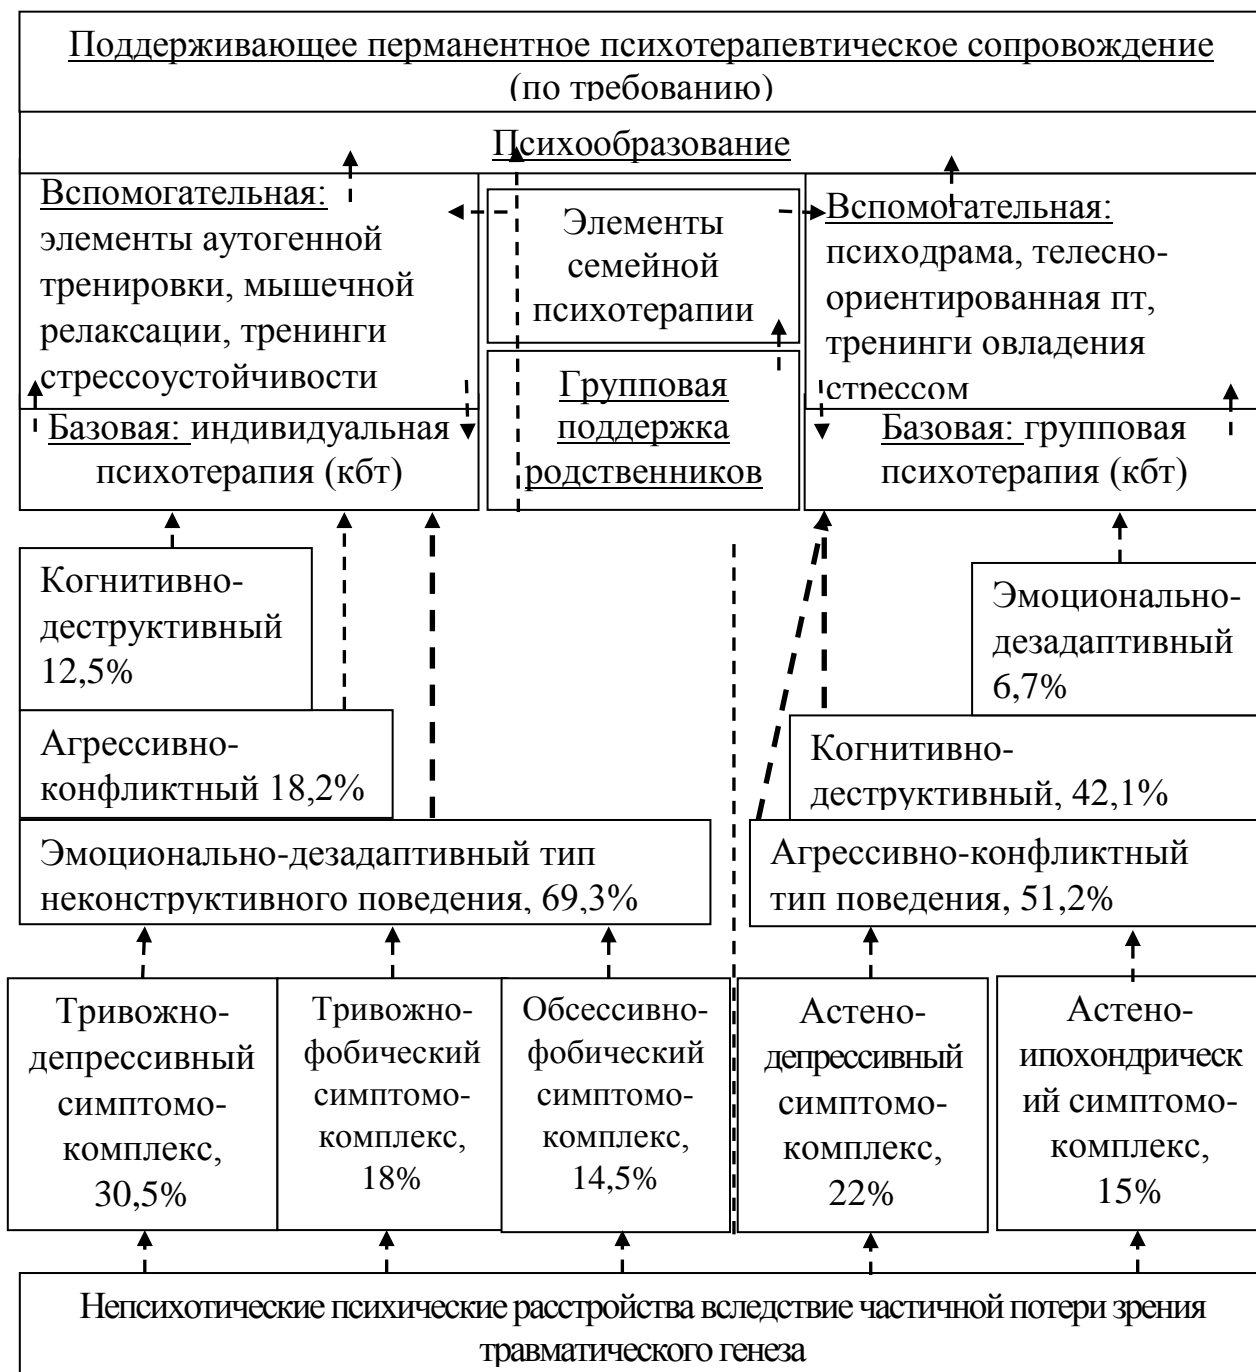 Поддерживающее перманентное психотерапевтическое сопровождение
(по требованию)
Психообразование
Вспомогательная:
элементы аутогенной
тренировки, мышечной
релаксации, тренинги
стрессоустойчивости
Элементы
семейной
психотерапии
Вспомогательная:
психодрама, телесно-
ориентированная пт,
тренинги овладения
стрессом
Групповая
поддержка
родственников
Базовая: индивидуальная
психотерапия (кбт)
Базовая: групповая
психотерапия (кбт)
Когнитивно-
деструктивный
12,5%
Эмоционально-
дезадаптивный
6,7%
Агрессивно-
конфликтный 18,2%
Когнитивно-
деструктивный, 42,1%
Эмоционально-дезадаптивный тип
неконструктивного поведения, 69,3%
Агрессивно-конфликтный
тип поведения, 51,2%
Тривожно-
депрессивный
симптомо-
комплекс,
30,5%
Тривожно-
фобический
симптомо-
комплекс,
18%
Обсессивно-
фобический
симптомо-
комплекс,
14,5%
Астено-
депрессивный
симптомо-
комплекс,
22%
Астено-
ипохондрическ
ий симптомо-
комплекс,
15%
Непсихотические психические расстройства вследствие частичной потери зрения
травматического генеза